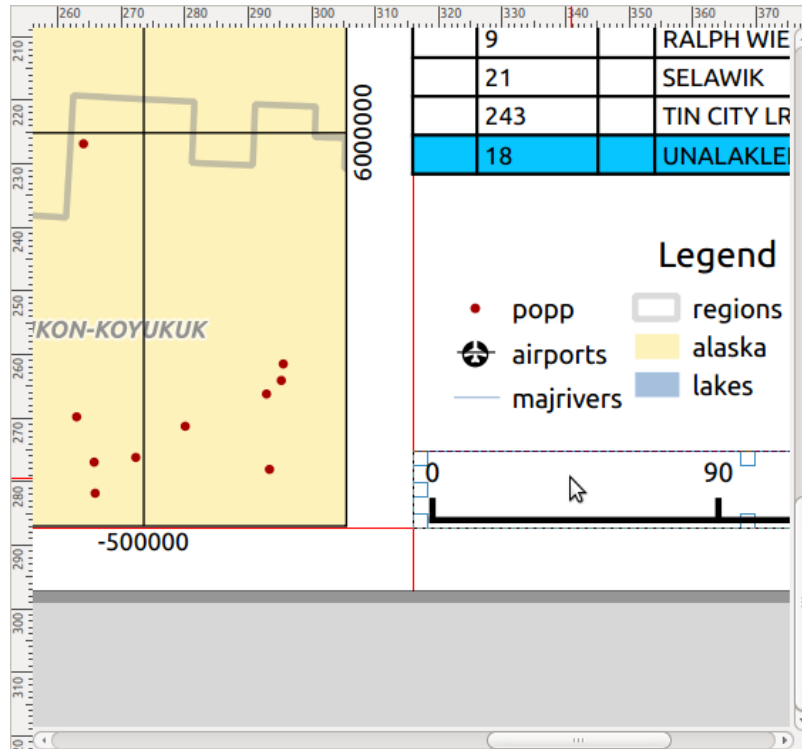 260 270 280 290 300 310 320 330 340 350 360 370
210
220
230
240
250
260
270
280
290
300
310
9 RALPH WIE
21 SELAWIK
243 TIN CITY LR
18 UNALAKLE
6000000
KON-KOYUKUK
-500000
Legend
popp
airports
majrivers
regions
alaska
lakes
0 90